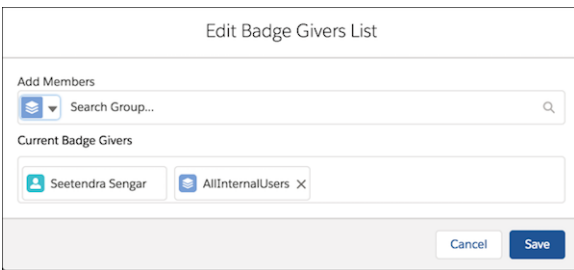 Edit Badge Givers List
Add Members
Search Group...
Current Badge Givers
Seetendra Sengar AllInternalUsers
Cancel Save